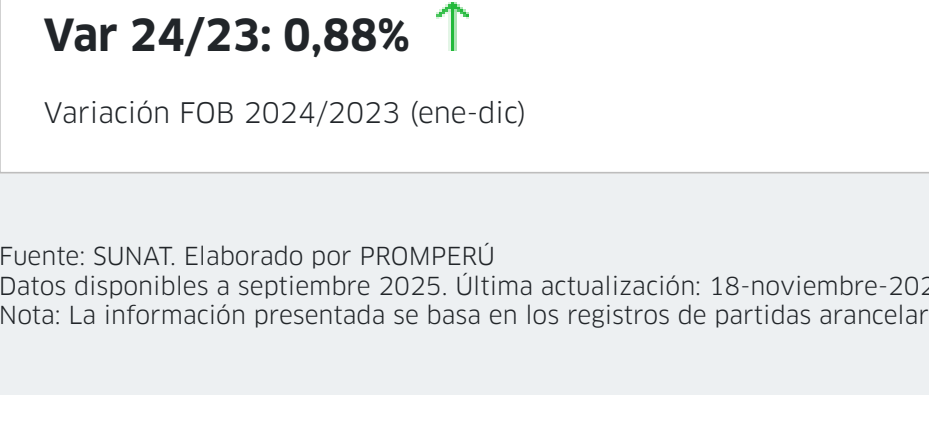 Var 24/23: 0,88%
Variación FOB 2024/2023 (ene-dic)
Fuente: SUNAT. Elaborado por PROMPERÚ
Datos disponibles a septiembre 2025. Última actualización: 18-noviembre-202
Nota: La información presentada se basa en los registros de partidas arancelar